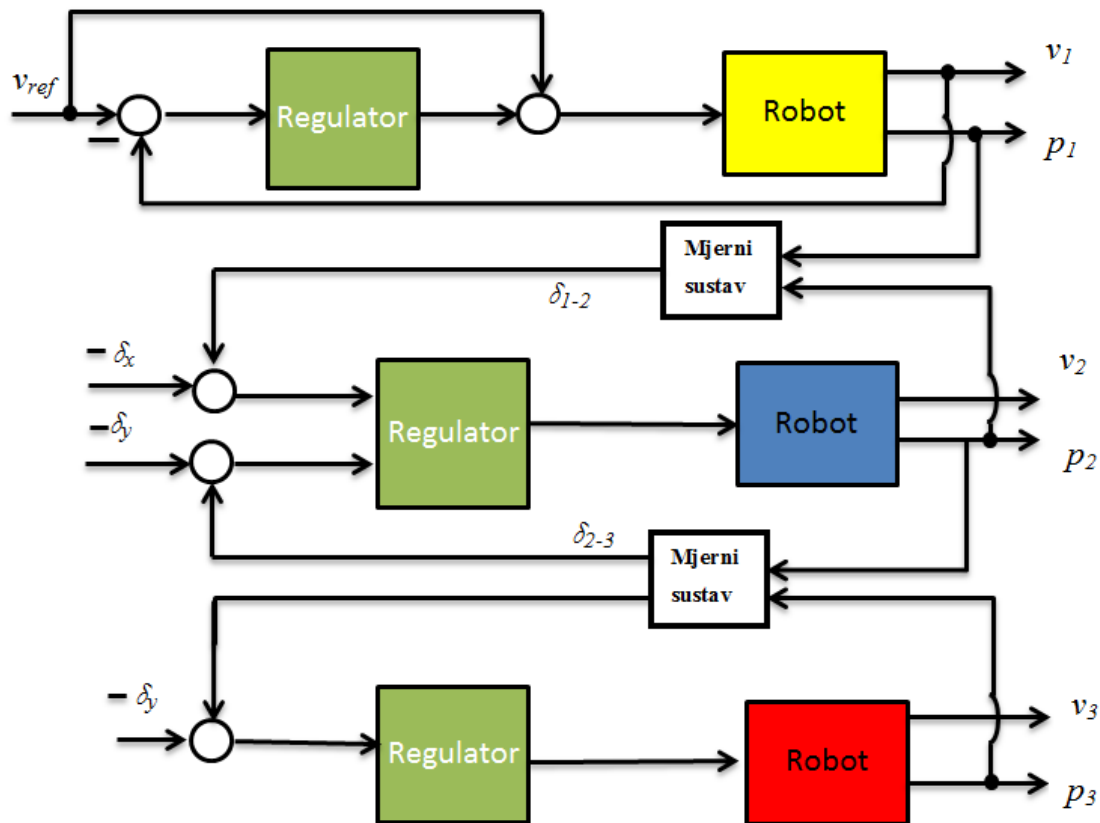 v_ref
Regulator
Robot
v_1
p_1
−
Mjerni
sustav
δ_1-2
− δ_x
−δ_y
Regulator
Robot
v_2
p_2
δ_2-3
Mjerni
sustav
− δ_y
Regulator
Robot
v_3
p_3